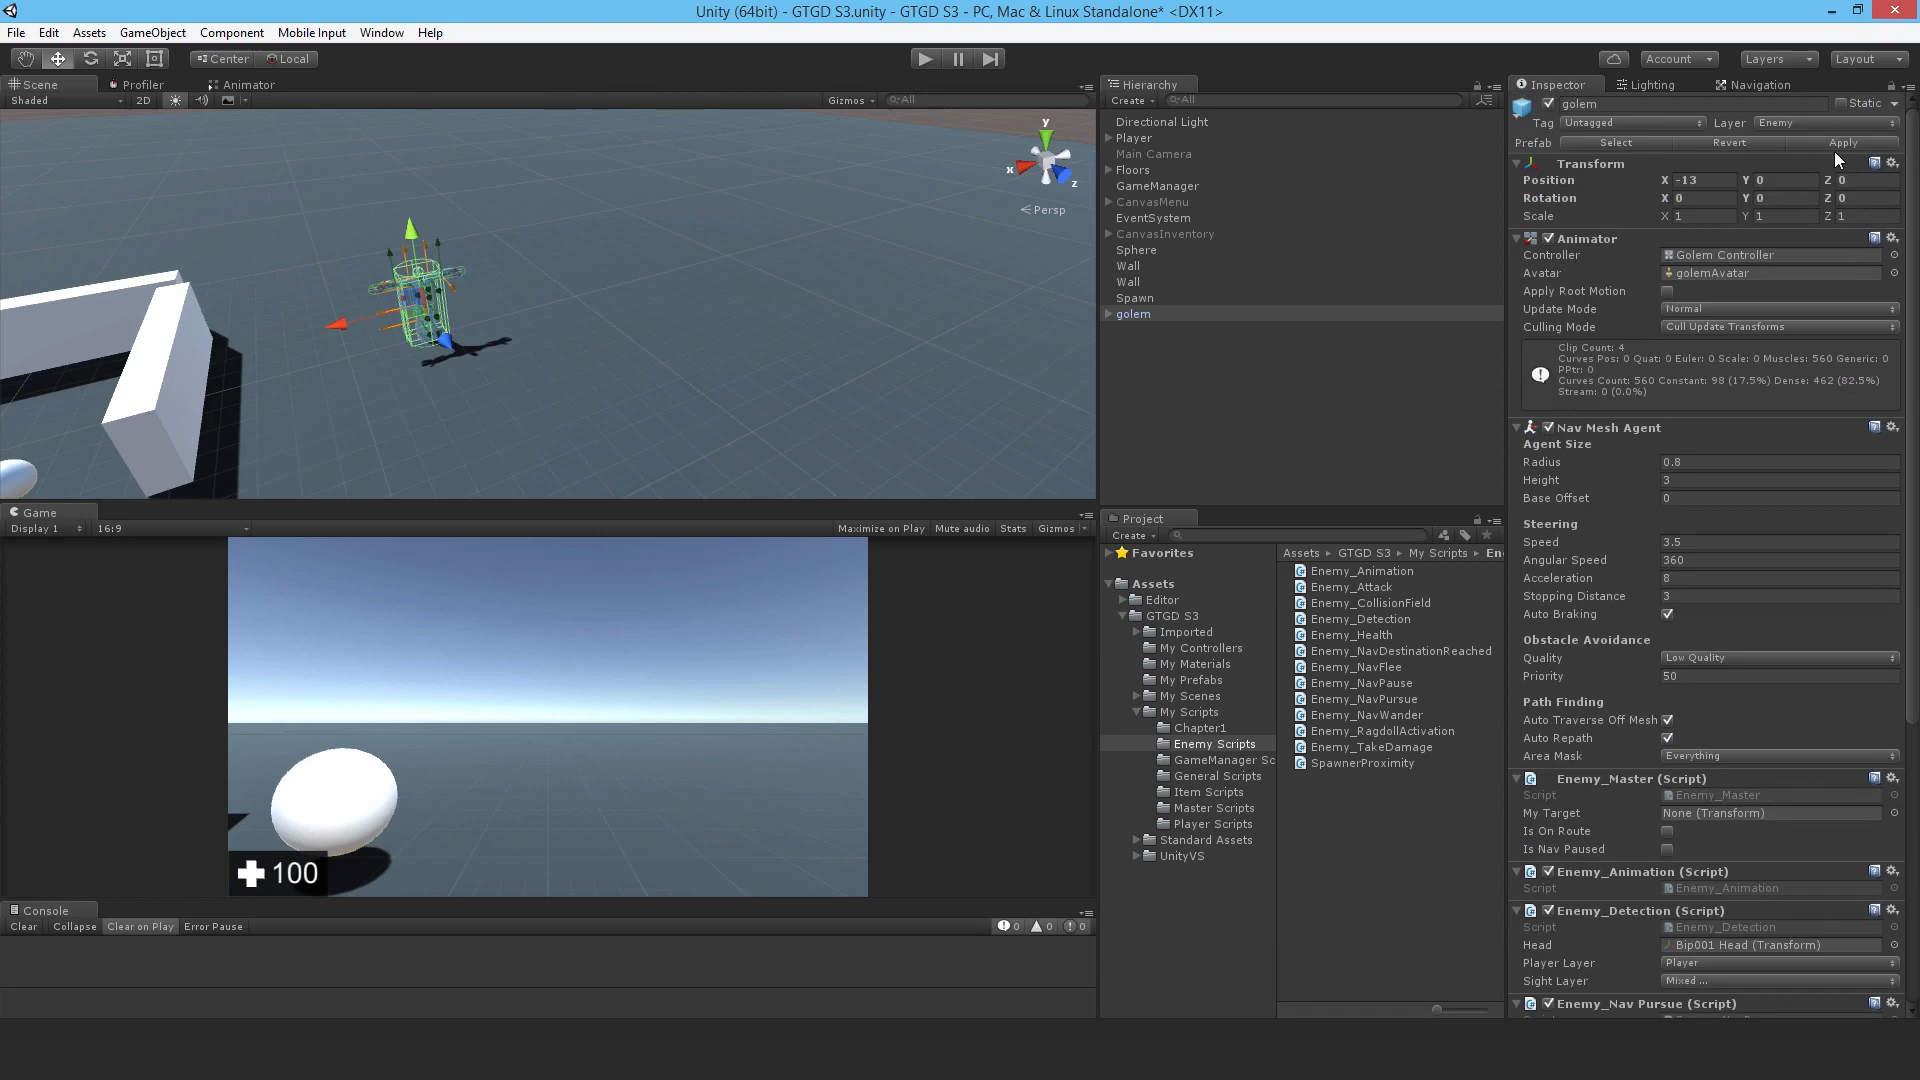 Unity (64bit) - GTGD S3.unity - GTGD S3 - PC, Mac & Linux Standalone* <DX11>
File Edit Assets GameObject Component Mobile Input Window Help
Center Local Account Layers Layout
Scene Profiler Animator
Shaded 2D Gizmos All
y
x
z
Persp
Game
Display 1 16:9 Maximize on Play Mute audio Stats Gizmos
100
Console
Clear Collapse Clear on Play Error Pause 0 0 0
Hierarchy
Create All
Directional Light
Player
Main Camera
Floors
GameManager
CanvasMenu
EventSystem
CanvasInventory
Sphere
Wall
Wall
Spawn
golem
Project
Create
Favorites
Assets
Editor
GTGD S3
Imported
My Controllers
My Materials
My Prefabs
My Scenes
My Scripts
Chapter1
Enemy Scripts
GameManager Sc
General Scripts
Item Scripts
Master Scripts
Player Scripts
Standard Assets
UnityVS
Assets GTGD S3 My Scripts En
Enemy_Animation
Enemy_Attack
Enemy_CollisionField
Enemy_Detection
Enemy_Health
Enemy_NavDestinationReached
Enemy_NavFlee
Enemy_NavPause
Enemy_NavPursue
Enemy_NavWander
Enemy_RagdollActivation
Enemy_TakeDamage
SpawnerProximity
Inspector Lighting Navigation
golem Static
Tag Untagged Layer Enemy
Prefab Select Revert Apply
Transform
Position X -13 Y 0 Z 0
Rotation X 0 Y 0 Z 0
Scale X 1 Y 1 Z 1
Animator
Controller Golem Controller
Avatar golemAvatar
Apply Root Motion
Update Mode Normal
Culling Mode Cull Update Transforms
Clip Count: 4
Curves Pos: 0 Quat: 0 Euler: 0 Scale: 0 Muscles: 560 Generic: 0
PPtr: 0
Curves Count: 560 Constant: 98 (17.5%) Dense: 462 (82.5%)
Stream: 0 (0.0%)
Nav Mesh Agent
Agent Size
Radius 0.8
Height 3
Base Offset 0
Steering
Speed 3.5
Angular Speed 360
Acceleration 8
Stopping Distance 3
Auto Braking
Obstacle Avoidance
Quality Low Quality
Priority 50
Path Finding
Auto Traverse Off Mesh
Auto Repath
Area Mask Everything
Enemy_Master (Script)
Script Enemy_Master
My Target None (Transform)
Is On Route
Is Nav Paused
Enemy_Animation (Script)
Script Enemy_Animation
Enemy_Detection (Script)
Script Enemy_Detection
Head Bip001 Head (Transform)
Player Layer Player
Sight Layer Mixed ...
Enemy_Nav Pursue (Script)